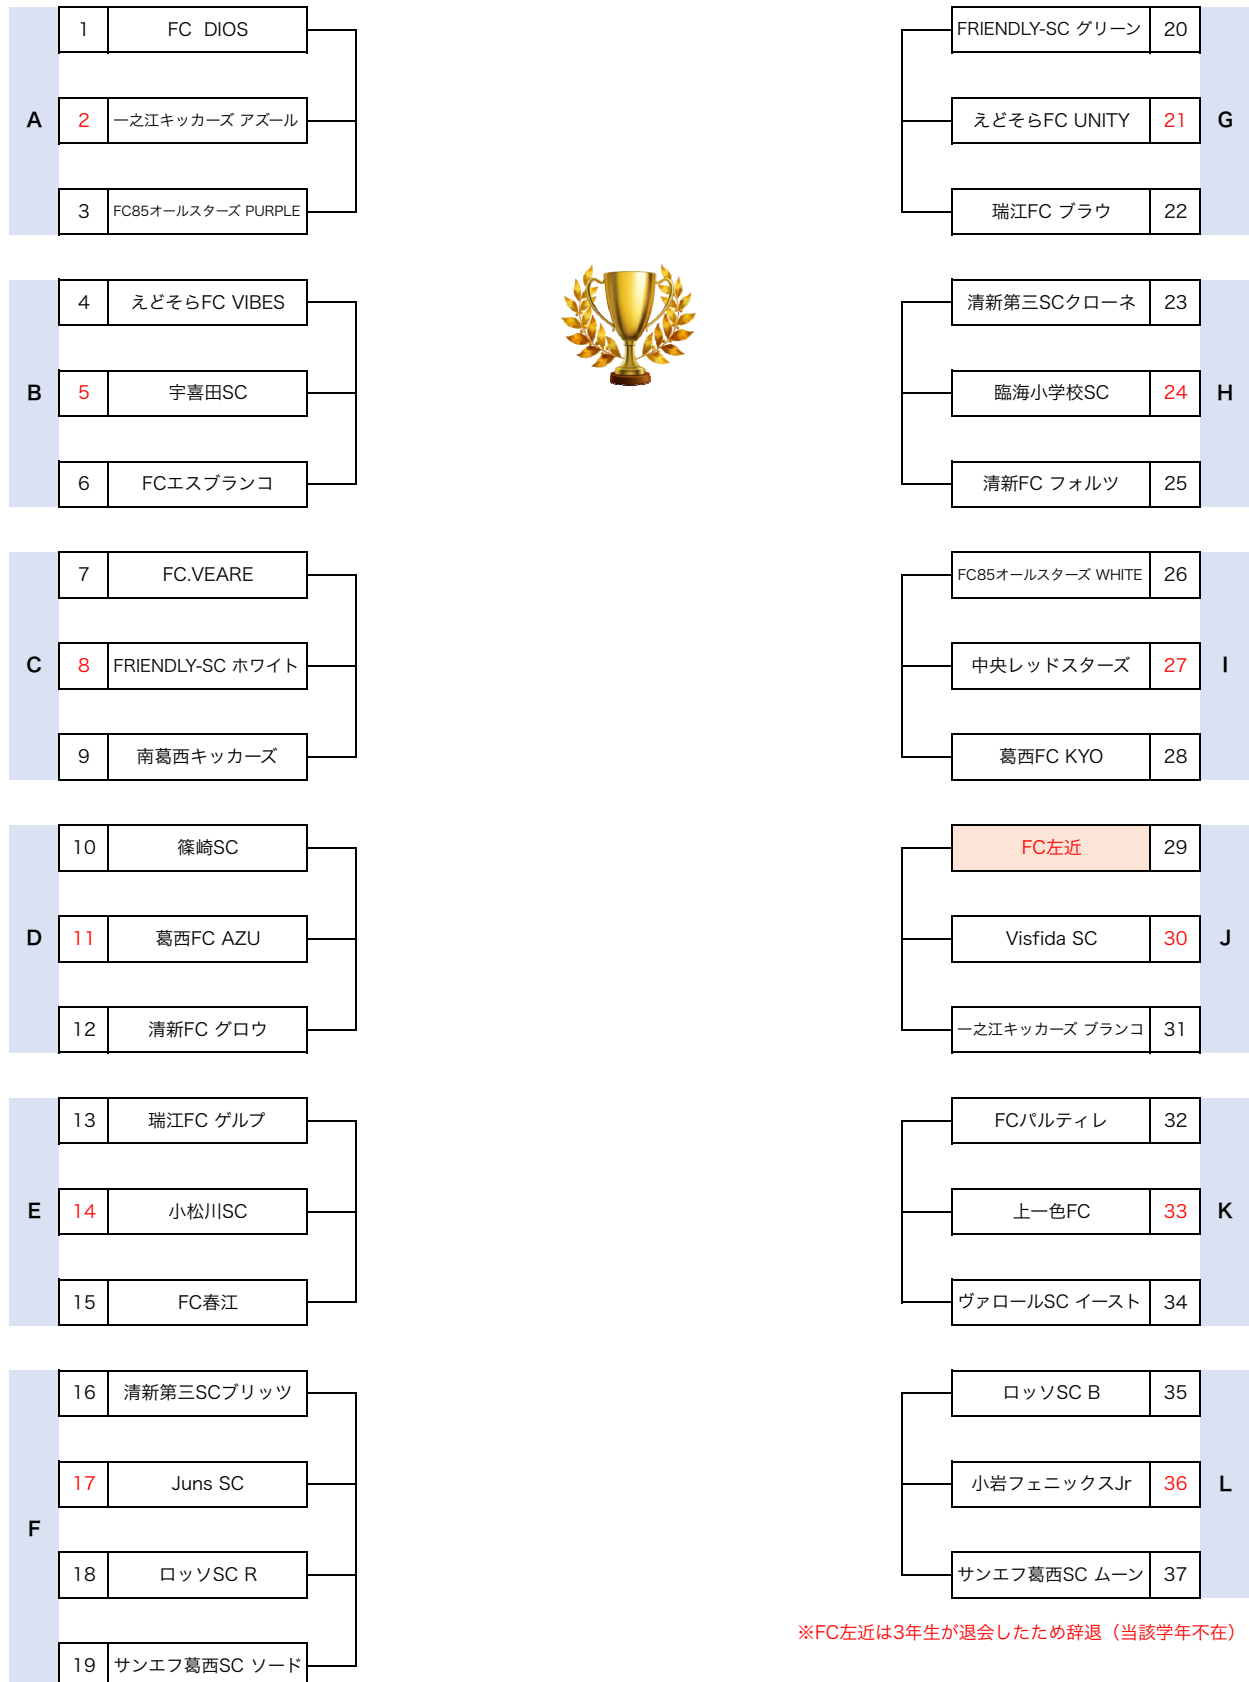 A
1 FC DIOS
2 一之江キッカーズ アズール
3 FC85オールスターズ PURPLE
B
4 えどそらFC VIBES
5 宇喜田SC
6 FCエスブランコ
C
7 FC.VEARE
8 FRIENDLY-SC ホワイト
9 南葛西キッカーズ
D
10 篠崎SC
11 葛西FC AZU
12 清新FC グロウ
E
13 瑞江FC ゲルプ
14 小松川SC
15 FC春江
F
16 清新第三SCブリッツ
17 Juns SC
18 ロッソSC R
19 サンエフ葛西SC ソード
G
FRIENDLY-SC グリーン 20
えどそらFC UNITY 21
瑞江FC ブラウ 22
H
清新第三SCクローネ 23
臨海小学校SC 24
清新FC フォルツ 25
I
FC85オールスターズ WHITE 26
中央レッドスターズ 27
葛西FC KYO 28
J
FC左近 29
Visfida SC 30
一之江キッカーズ ブランコ 31
K
FCパルティレ 32
上一色FC 33
ヴァロールSC イースト 34
L
ロッソSC B 35
小岩フェニックスJr 36
サンエフ葛西SC ムーン 37
※FC左近は3年生が退会したため辞退（当該学年不在）